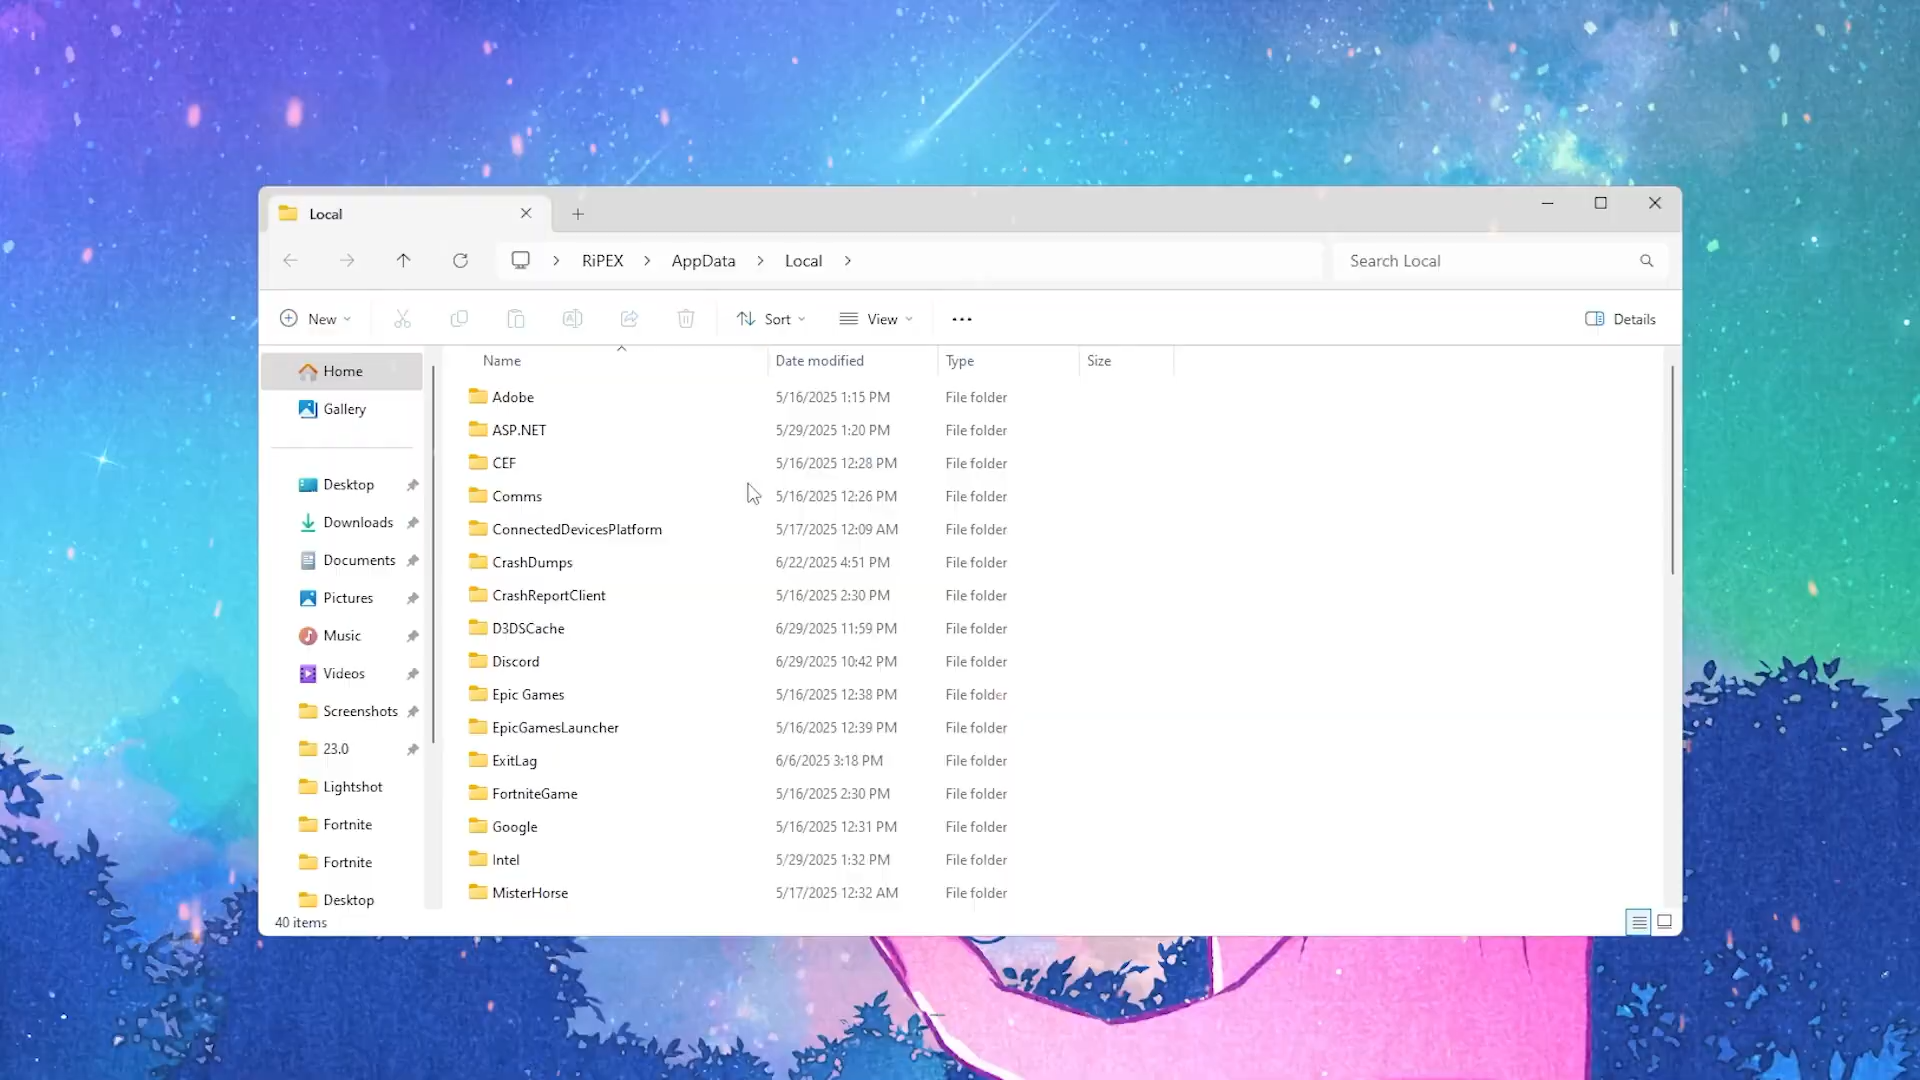 Local
RiPEX > AppData > Local >
Search Local
New
Sort
View
Details
Name Date modified Type Size
Home
Gallery
Desktop
Downloads
Documents
Pictures
Music
Videos
Screenshots
23.0
Lightshot
Fortnite
Fortnite
Desktop
Adobe 5/16/2025 1:15 PM File folder
ASP.NET 5/29/2025 1:20 PM File folder
CEF 5/16/2025 12:28 PM File folder
Comms 5/16/2025 12:26 PM File folder
ConnectedDevicesPlatform 5/17/2025 12:09 AM File folder
CrashDumps 6/22/2025 4:51 PM File folder
CrashReportClient 5/16/2025 2:30 PM File folder
D3DSCache 6/29/2025 11:59 PM File folder
Discord 6/29/2025 10:42 PM File folder
Epic Games 5/16/2025 12:38 PM File folder
EpicGamesLauncher 5/16/2025 12:39 PM File folder
ExitLag 6/6/2025 3:18 PM File folder
FortniteGame 5/16/2025 2:30 PM File folder
Google 5/16/2025 12:31 PM File folder
Intel 5/29/2025 1:32 PM File folder
MisterHorse 5/17/2025 12:32 AM File folder
40 items